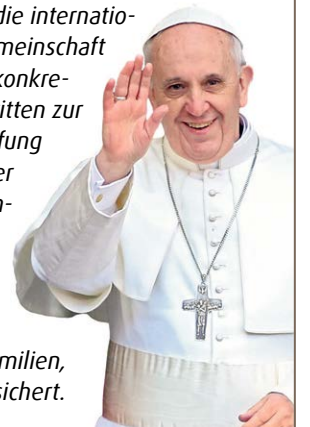 die internatio-
meinschaft
konkre-
itten zur
fung
er
n-
milien,
sichert.